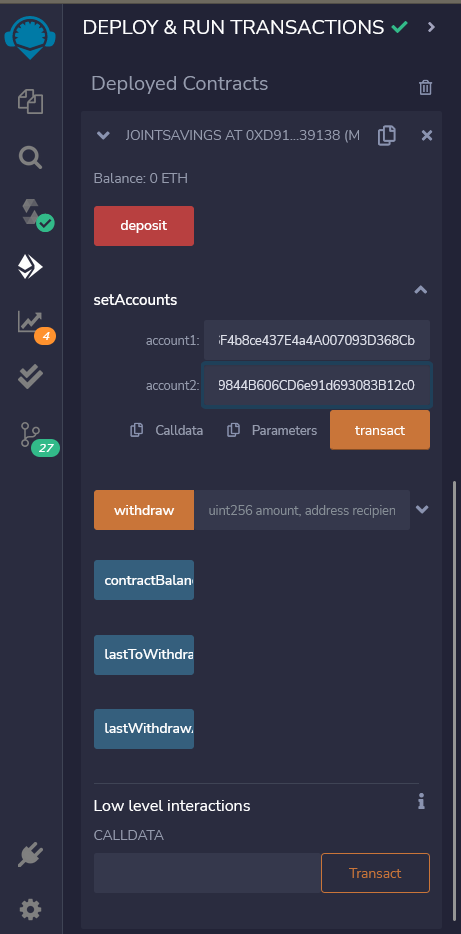 DEPLOY & RUN TRANSACTIONS
Deployed Contracts
JOINTSAVINGS AT 0XD91...39138 (M
Balance: 0 ETH
deposit
setAccounts
account1: F4b8ce437E4a4A007093D368Cb
account2: 9844B606CD6e91d693083B12c0
Calldata Parameters transact
4
27
withdraw uint256 amount, address recipien
contractBalan
lastToWithdra
lastWithdraw
Low level interactions
i
CALLDATA
Transact